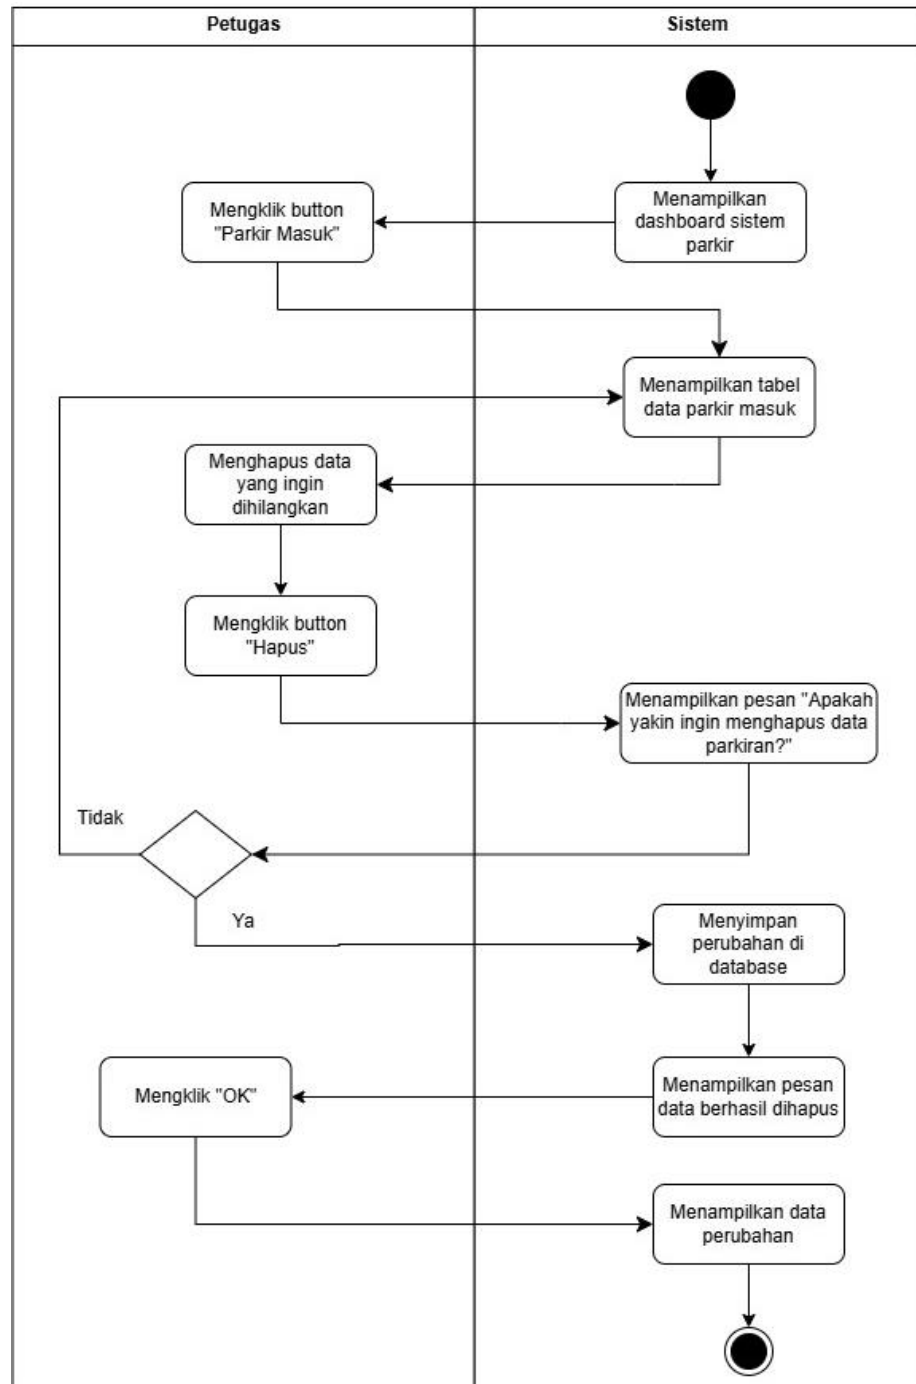 Petugas
Sistem
Menampilkan
dashboard sistem
parkir
Mengklik button
"Parkir Masuk"
Menampilkan tabel
data parkir masuk
Menghapus data
yang ingin
dihilangkan
Mengklik button
"Hapus"
Menampilkan pesan "Apakah
yakin ingin menghapus data
parkiran?"
Tidak
Ya
Menyimpan
perubahan di
database
Menampilkan pesan
data berhasil dihapus
Mengklik "OK"
Menampilkan data
perubahan